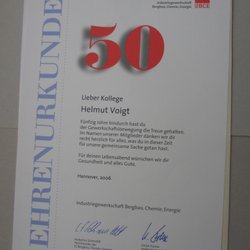 EHRENURKUNDE
Industriegewerkschaft
Bergbau, Chemie, Energie
IGBCE
50
Lieber Kollege
Helmut Voigt
Fünfzig Jahre hindurch hast du
der Gewerkschaftsbewegung die Treue gehalten.
Im Namen unserer Mitglieder danken wir dir
recht herzlich für alles, was du in dieser Zeit
für unsere gemeinsame Sache getan hast.
Für deinen Lebensabend wünschen wir dir
Gesundheit und alles Gute.
Hannover, 2006
Industriegewerkschaft Bergbau, Chemie, Energie